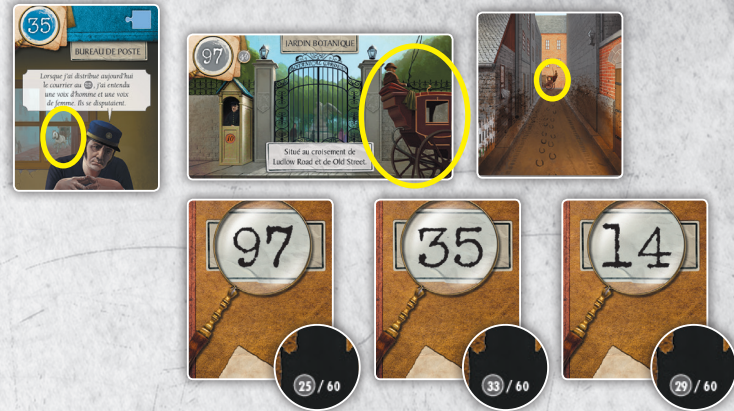 35
BUREAU DE POSTE
Lorsque j'ai distribué aujourd'hui
le courrier au
, j'ai entendu
une voix d'homme et une voix
de femme. Ils se disputaient.
97
JARDIN BOTANIQUE
Situé au croisement de
Ludlow Road et de Old Street.
97
35
14
25 / 60
33 / 60
29 / 60